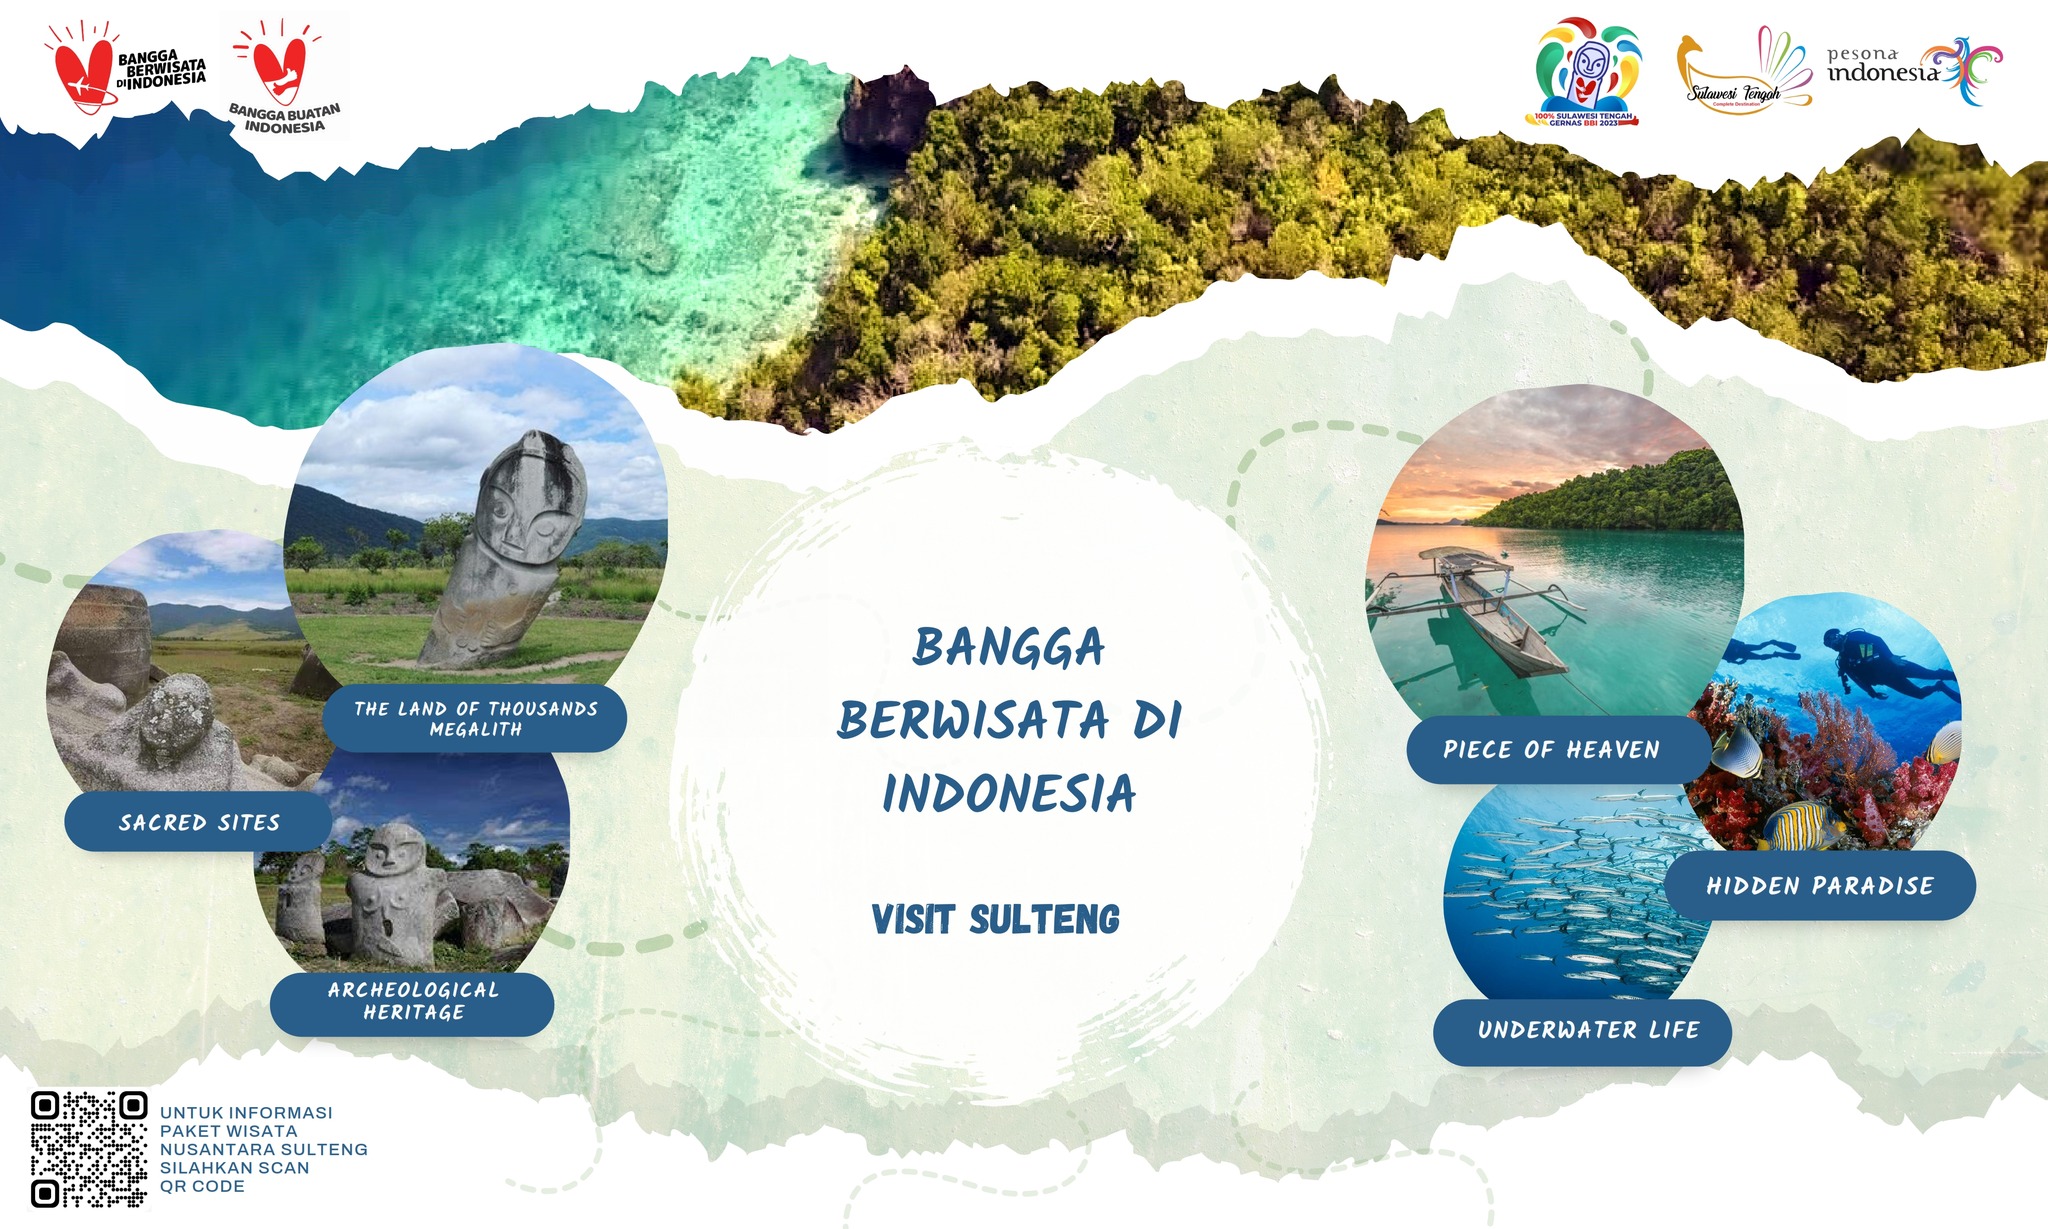 BANGGA
BERWISATA
DI INDONESIA
BANGGA BUATAN
INDONESIA
100% SULAWESI TENGAH
GERNAS BBI 2023
Sulawesi Tengah
Complete Destination
pesona
indonesia
THE LAND OF THOUSANDS
MEGALITH
SACRED SITES
ARCHEOLOGICAL
HERITAGE
BANGGA
BERWISATA DI
INDONESIA
VISIT SULTENG
PIECE OF HEAVEN
HIDDEN PARADISE
UNDERWATER LIFE
UNTUK INFORMASI
PAKET WISATA
NUSANTARA SULTENG
SILAHKAN SCAN
QR CODE